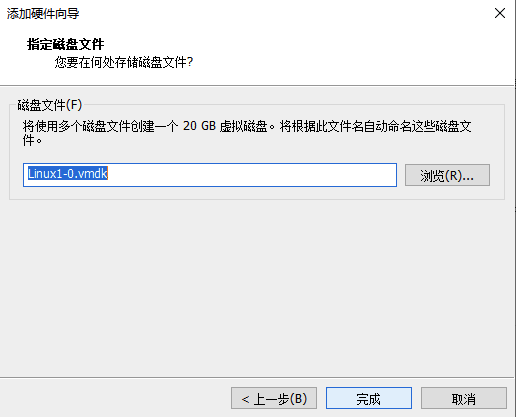 添加硬件向导
指定磁盘文件
您要在何处存储磁盘文件?
磁盘文件(F)
将使用多个磁盘文件创建一个 20 GB 虚拟磁盘。将根据此文件名自动命名这些磁盘文
件。
Linux1-0.vmdk
浏览(R)...
< 上一步(B)
完成
取消